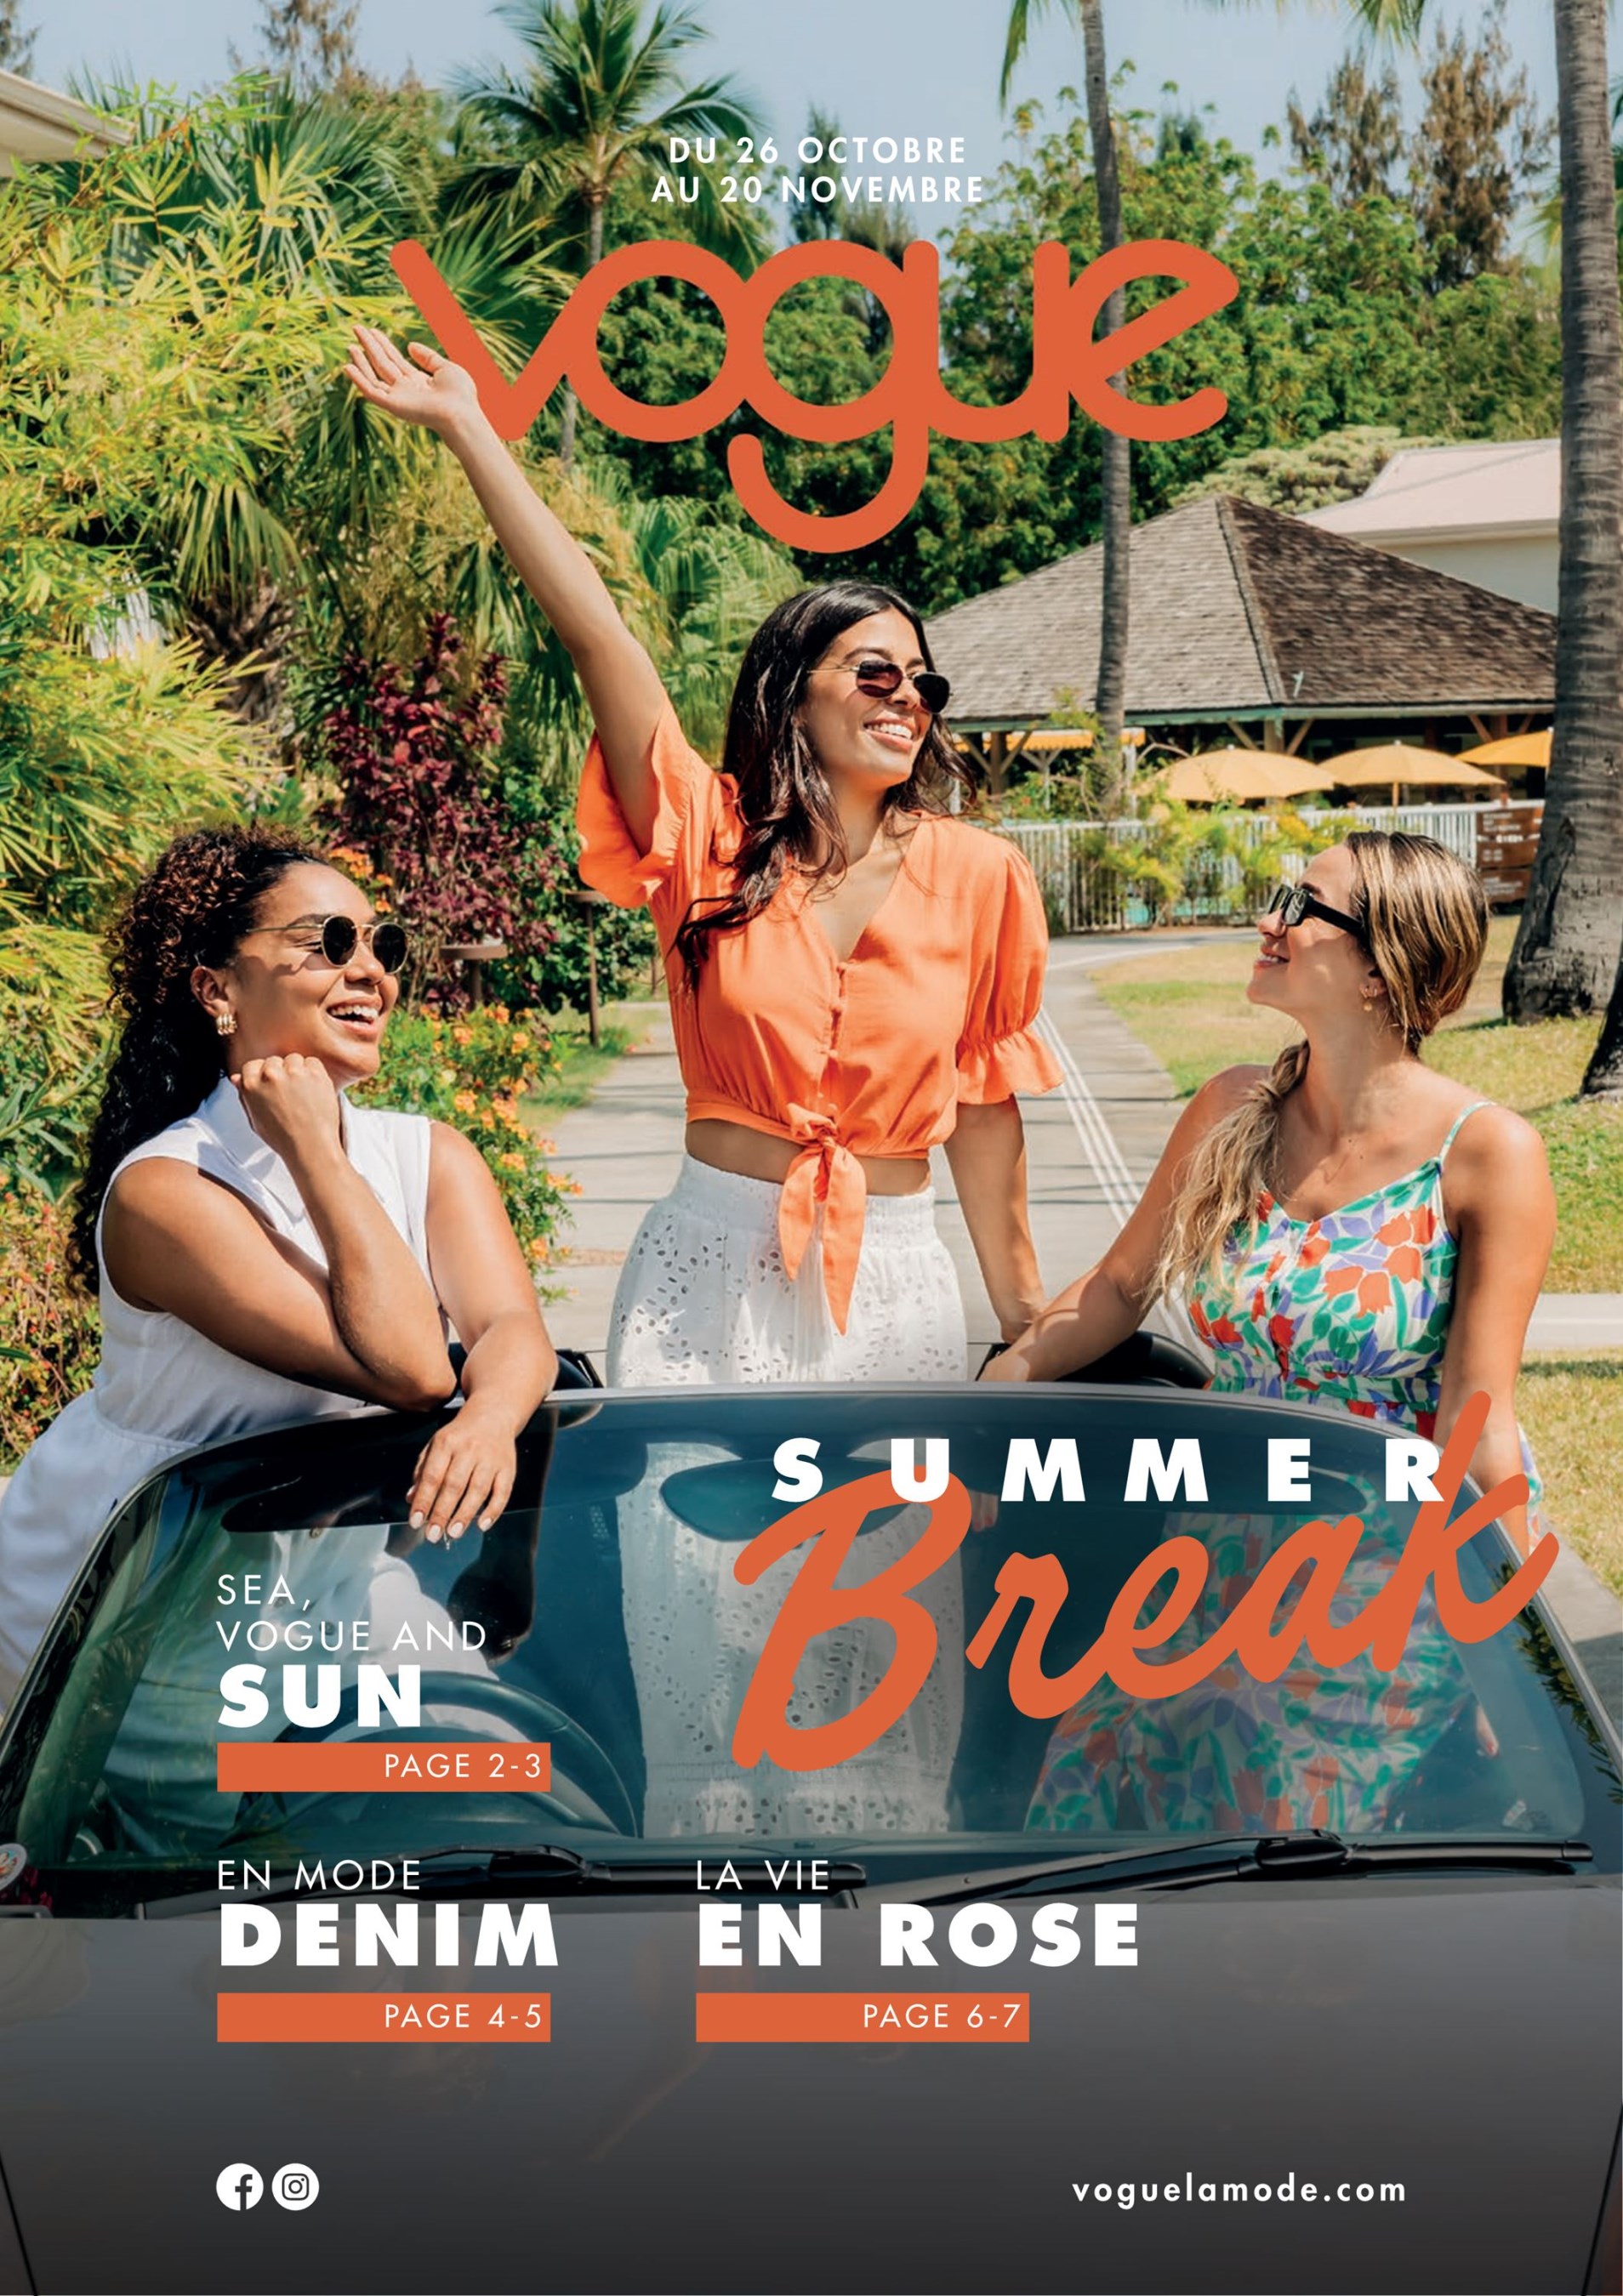 DU 26 OCTOBRE
AU 20 NOVEMBRE
vogue
SUMMER
Break
SEA,
VOGUE AND
SUN
PAGE 2-3
EN MODE
DENIM
PAGE 4-5
LA VIE
EN ROSE
PAGE 6-7
voguelamode.com